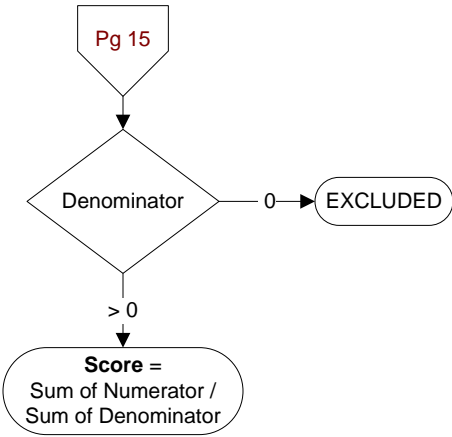 Pg 15
Denominator
0
EXCLUDED
> 0
Score =
Sum of Numerator /
Sum of Denominator